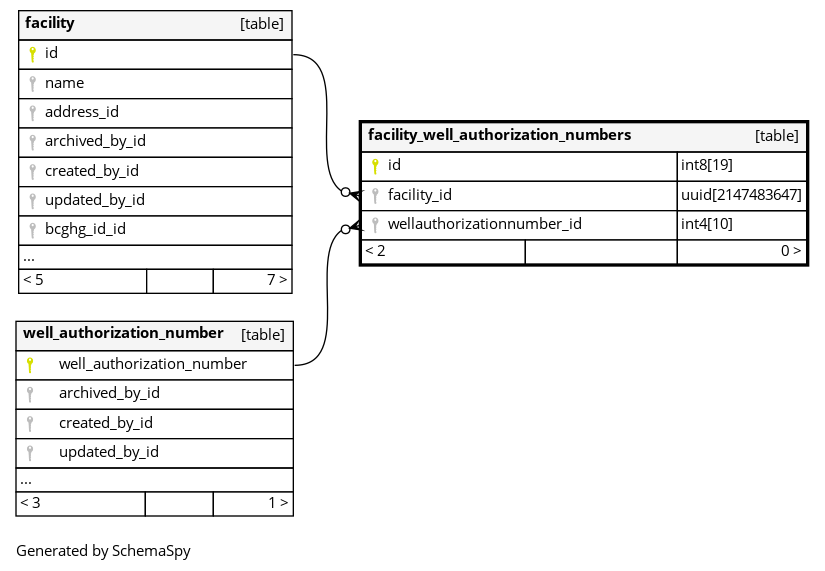 facility [table]
id
name
address_id
archived_by_id
created_by_id
updated_by_id
bcghg_id_id
...
< 5 7 >
facility_well_authorization_numbers [table]
id int8[19]
facility_id uuid[2147483647]
wellauthorizationnumber_id int4[10]
< 2 0 >
well_authorization_number [table]
well_authorization_number
archived_by_id
created_by_id
updated_by_id
...
< 3 1 >
Generated by SchemaSpy